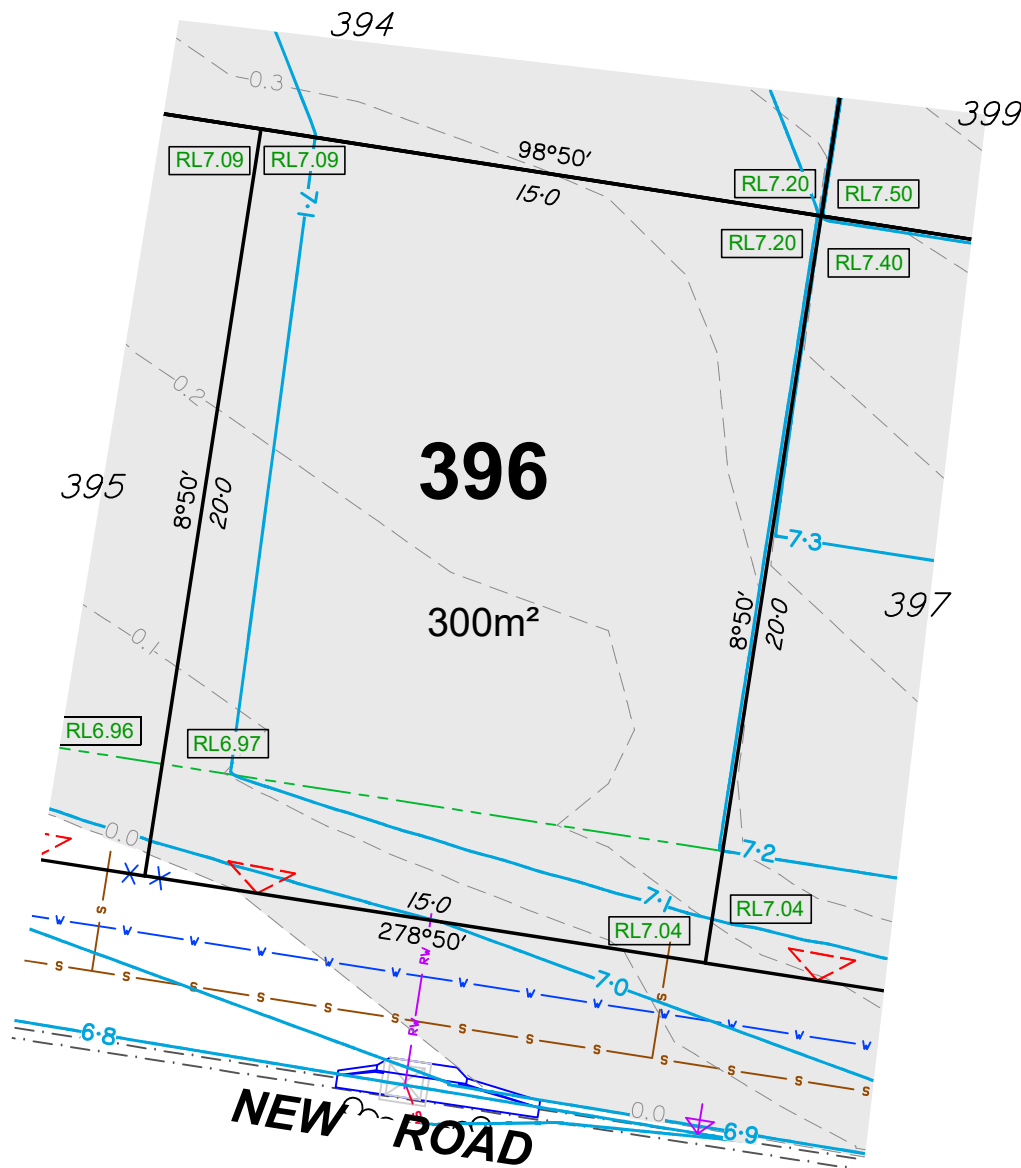 394
399
-0.3
98°50'
15·0
RL7.09
RL7.09
RL7.20
RL7.50
RL7.20
RL7.40
7·1
0.2
396
395
8°50'
20·0
7·3
397
300m²
8°50'
20·0
0.1
RL6.96
RL6.97
0.0
7·2
7·1
RL7.04
15·0
278°50'
RL7.04
S
W
W
W
W
W
W
W
W
W
W
W
W
W
RW
7·0
S
S
S
S
S
S
S
S
S
S
S
S
S
S
RW
6·8
0.0
6·9
NEW ROAD